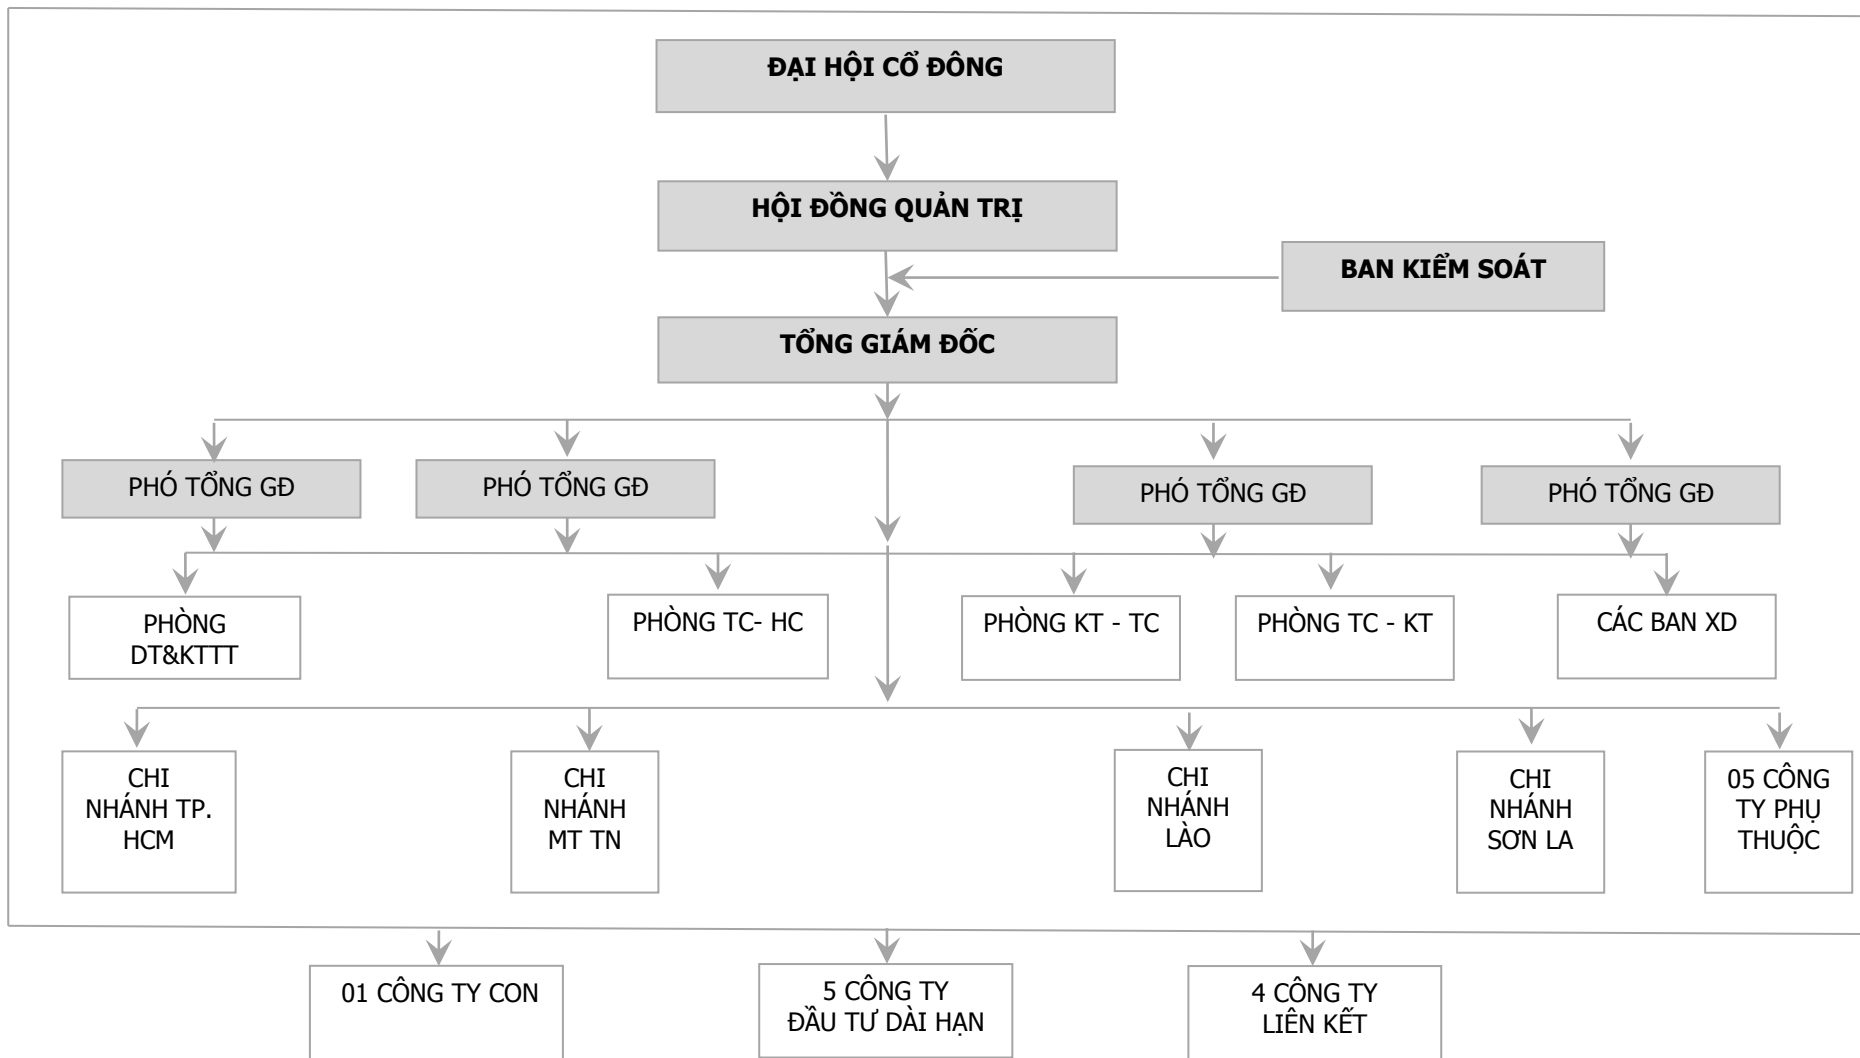 ĐẠI HỘI CỔ ĐÔNG
HỘI ĐỒNG QUẢN TRỊ
BAN KIỂM SOÁT
TỔNG GIÁM ĐỐC
PHÓ TỔNG GĐ
PHÓ TỔNG GĐ
PHÓ TỔNG GĐ
PHÓ TỔNG GĐ
PHÒNG
DT&KTTT
PHÒNG TC- HC
PHÒNG KT - TC
PHÒNG TC - KT
CÁC BAN XD
CHI
NHÁNH TP.
HCM
CHI
NHÁNH
MT TN
CHI
NHÁNH
LÀO
CHI
NHÁNH
SƠN LA
05 CÔNG
TY PHỤ
THUỘC
01 CÔNG TY CON
5 CÔNG TY
ĐẦU TƯ DÀI HẠN
4 CÔNG TY
LIÊN KẾT